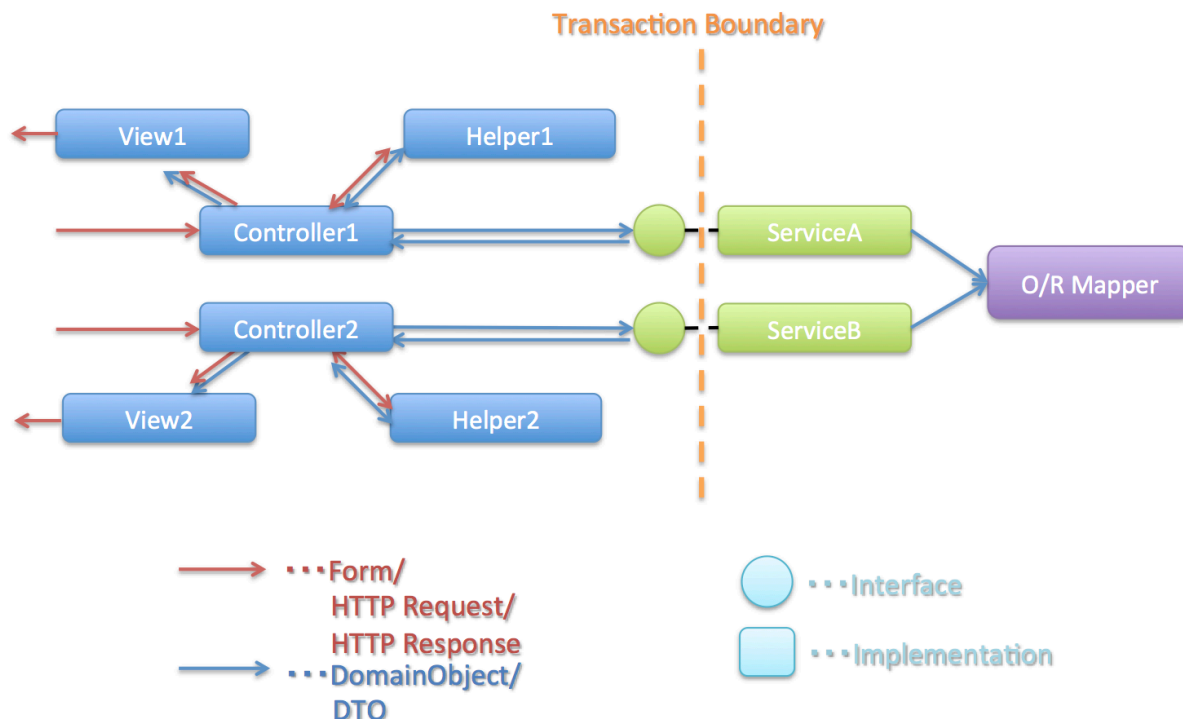 Transaction Boundary
View1
Helper1
Controller1
ServiceA
O/R Mapper
Controller2
ServiceB
View2
Helper2
・・・Form/
HTTP Request/
HTTP Response
・・・DomainObject/
DTO
・・・Interface
・・・Implementation